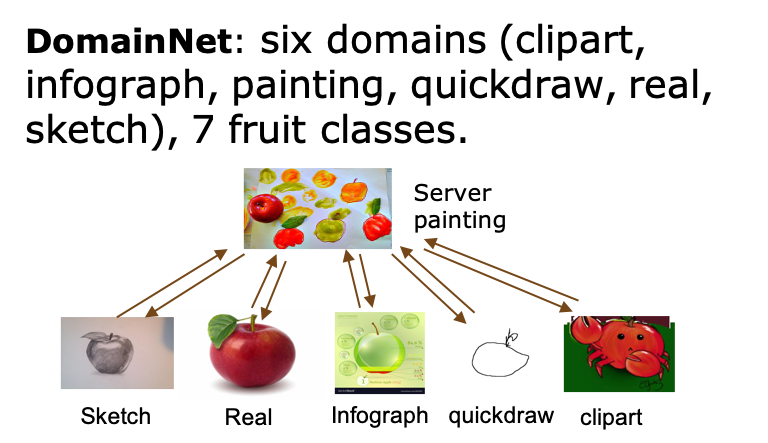 DomainNet: six domains (clipart,
infograph, painting, quickdraw, real,
sketch), 7 fruit classes.
Server
painting
Sketch
Real
Infograph
quickdraw
clipart